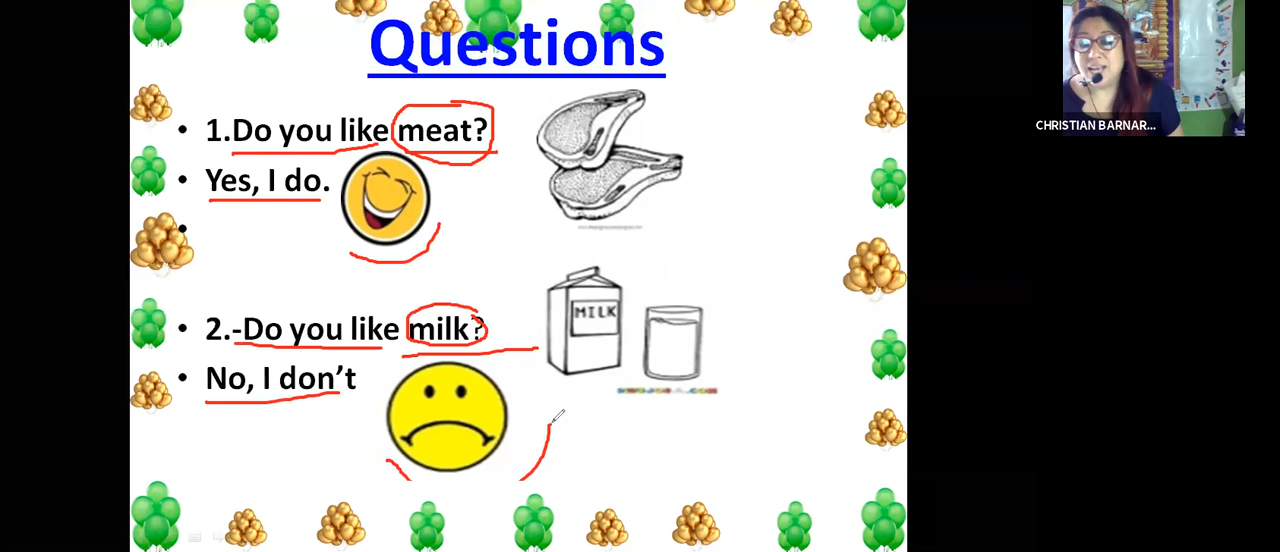 Questions
CHRISTIAN BARNAR...
• 1.Do you like meat?
• Yes, I do.
•
• 2.-Do you like milk?
MILK
• No, I don’t